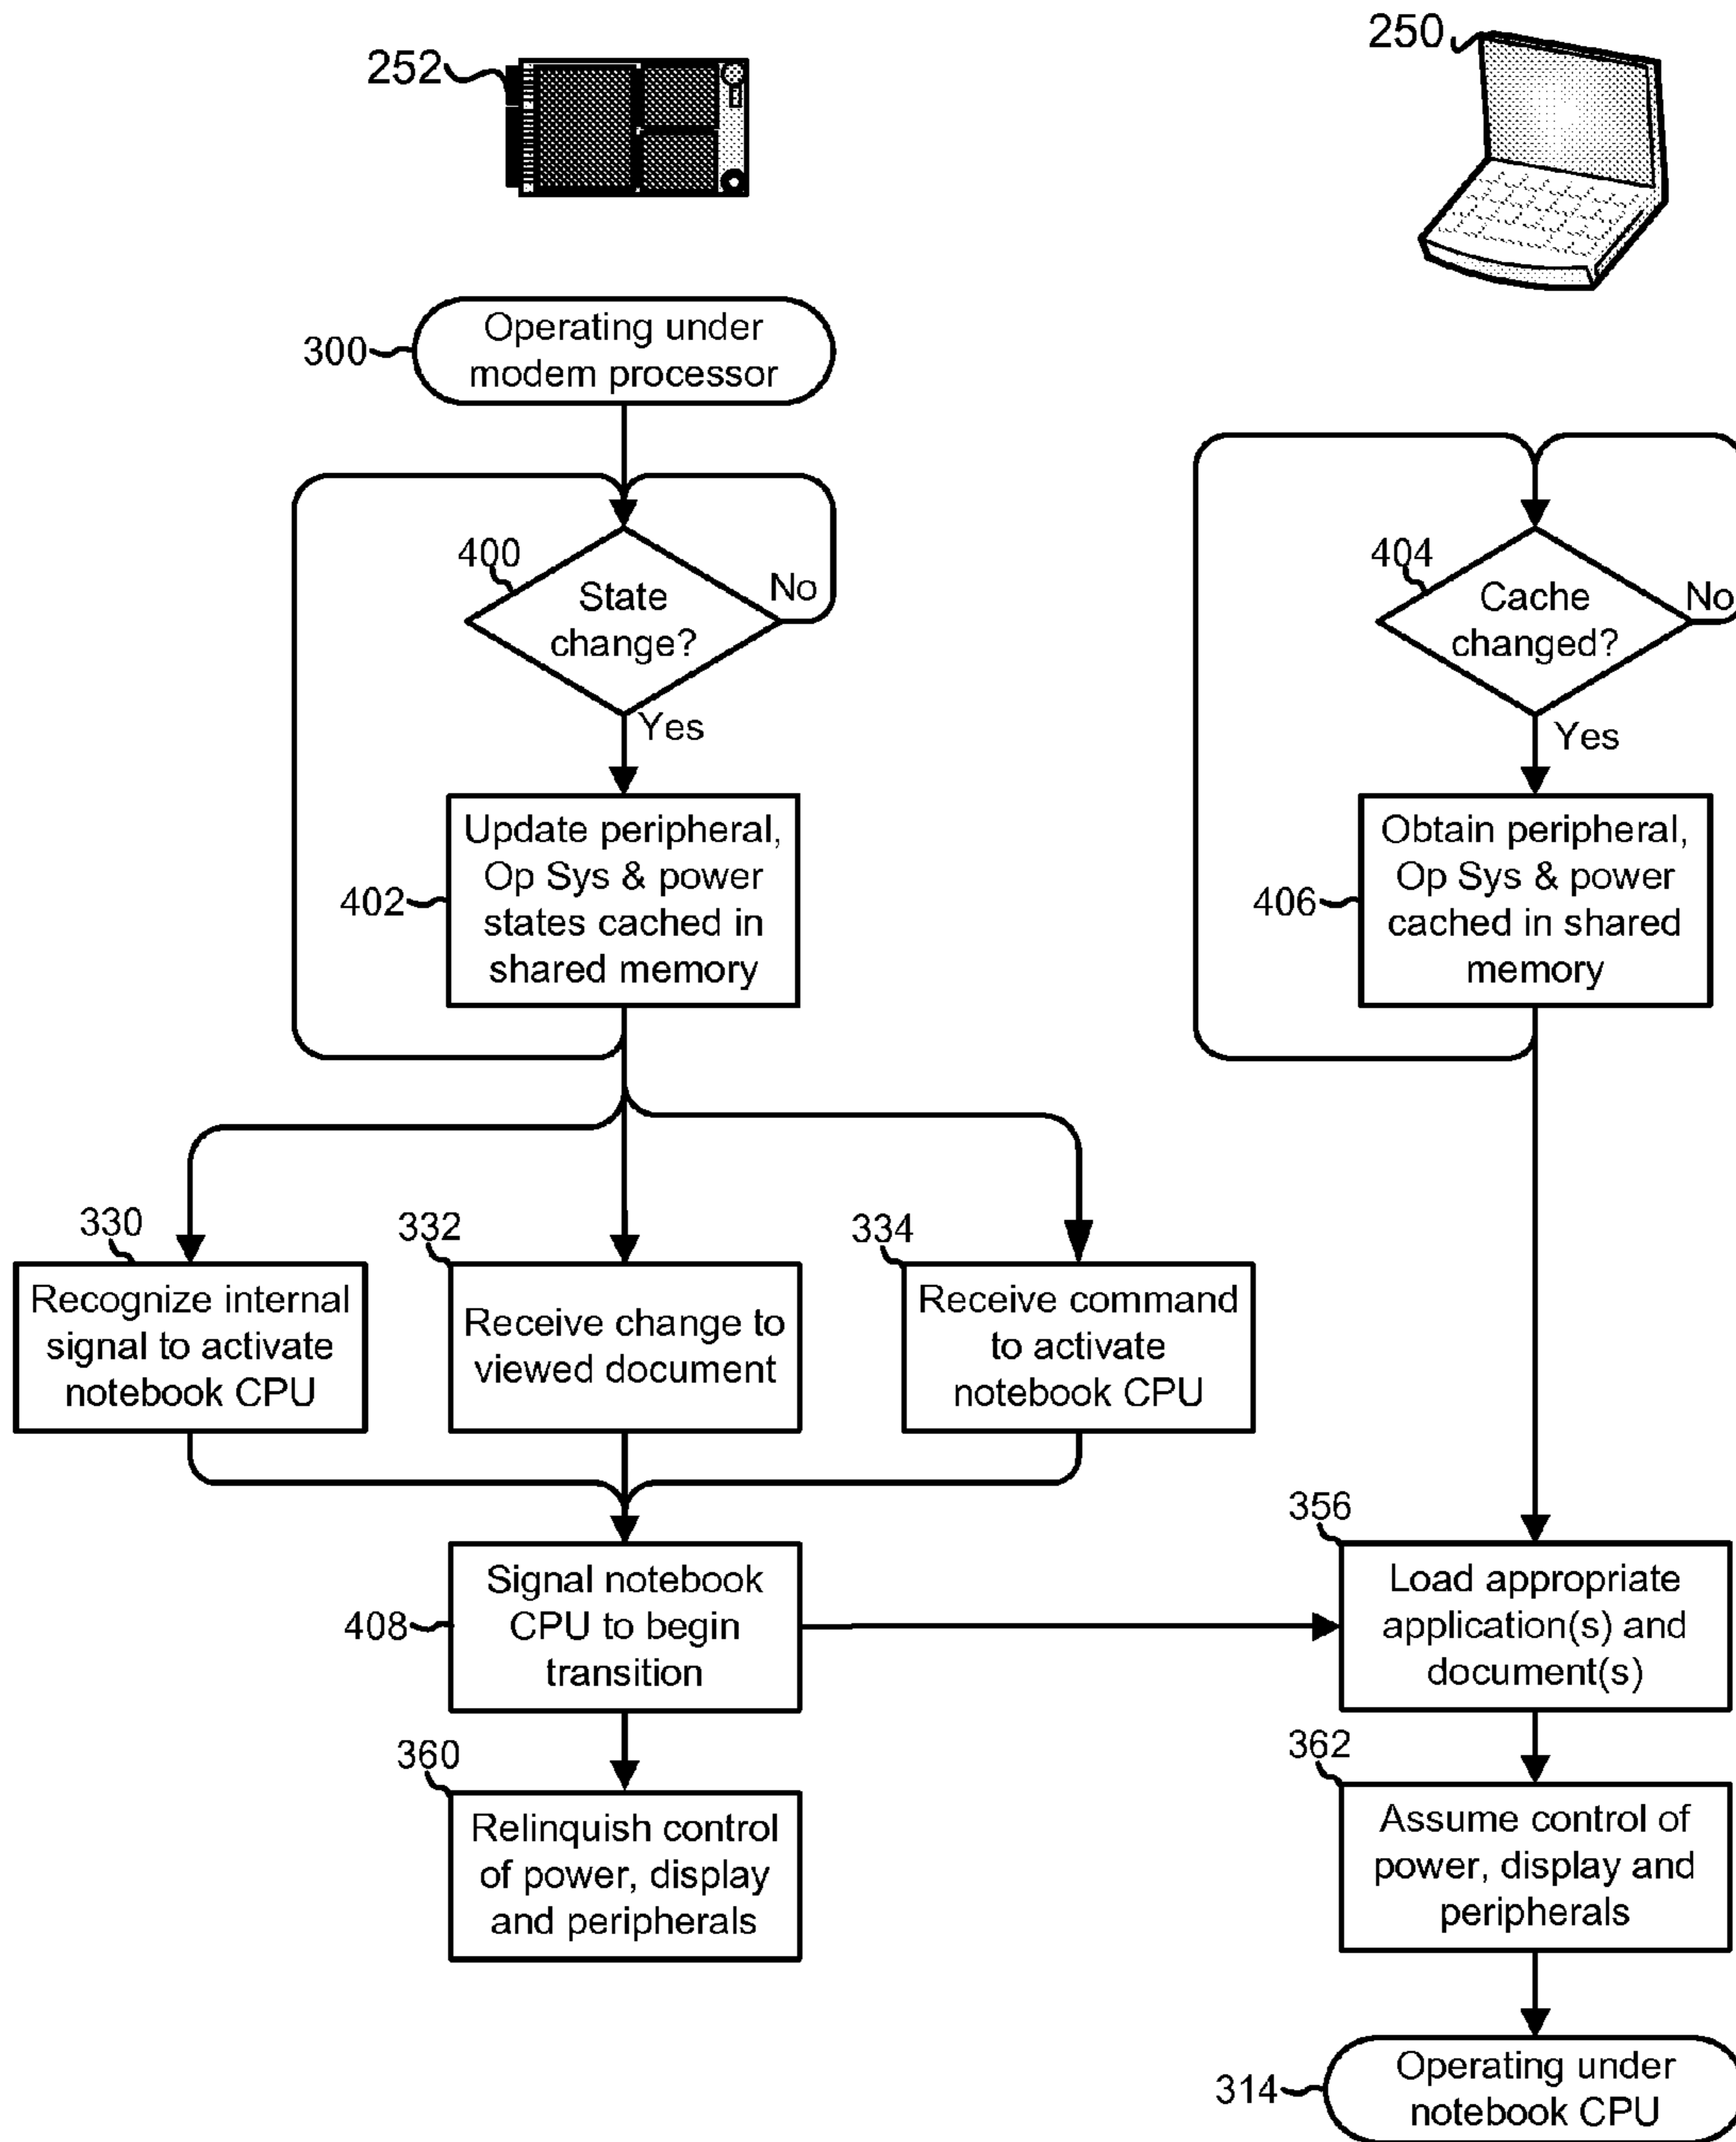 252
250
300
Operating under
modem processor
400
State
change?
No
Yes
404
Cache
changed?
No
Yes
402
Update peripheral,
Op Sys & power
states cached in
shared memory
406
Obtain peripheral,
Op Sys & power
cached in shared
memory
330
Recognize internal
signal to activate
notebook CPU
332
Receive change to
viewed document
334
Receive command
to activate
notebook CPU
408
Signal notebook
CPU to begin
transition
356
Load appropriate
application(s) and
document(s)
360
Relinquish control
of power, display
and peripherals
362
Assume control of
power, display and
peripherals
314
Operating under
notebook CPU